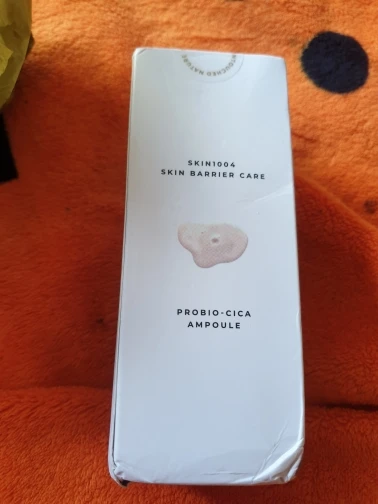 SKIN1004
SKIN BARRIER CARE
PROBIO-CICA
AMPOULE